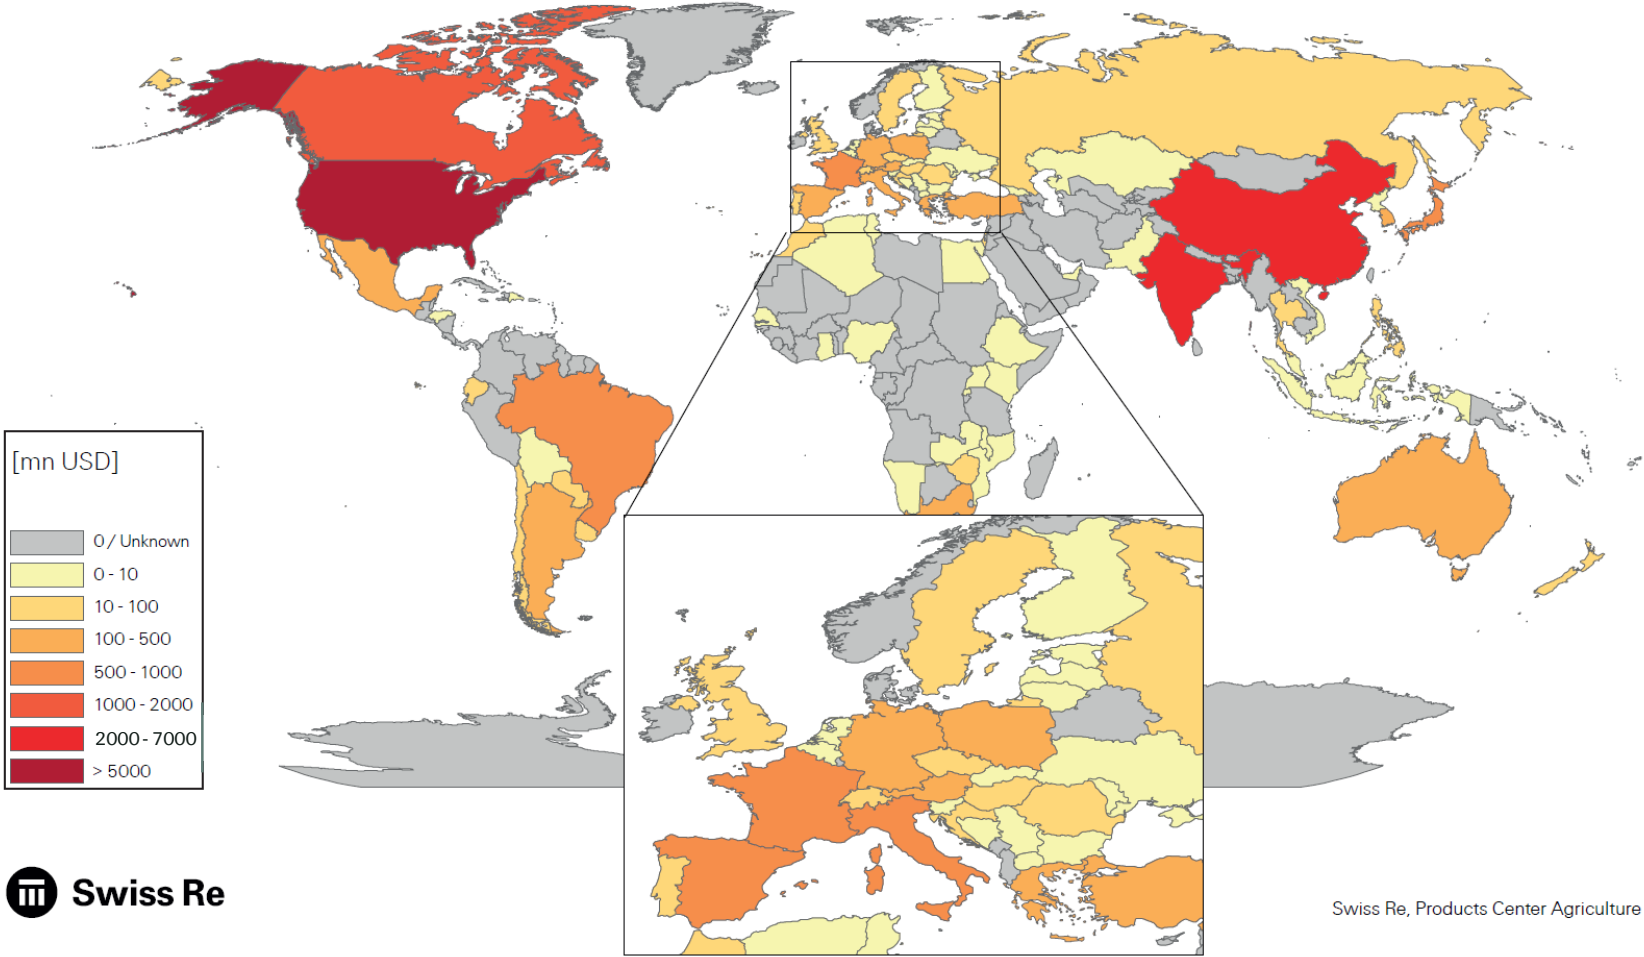 [mn USD]
0 / Unknown
0 - 10
10 - 100
100 - 500
500 - 1000
1000 - 2000
2000 - 7000
> 5000
Swiss Re
Swiss Re, Products Center Agriculture